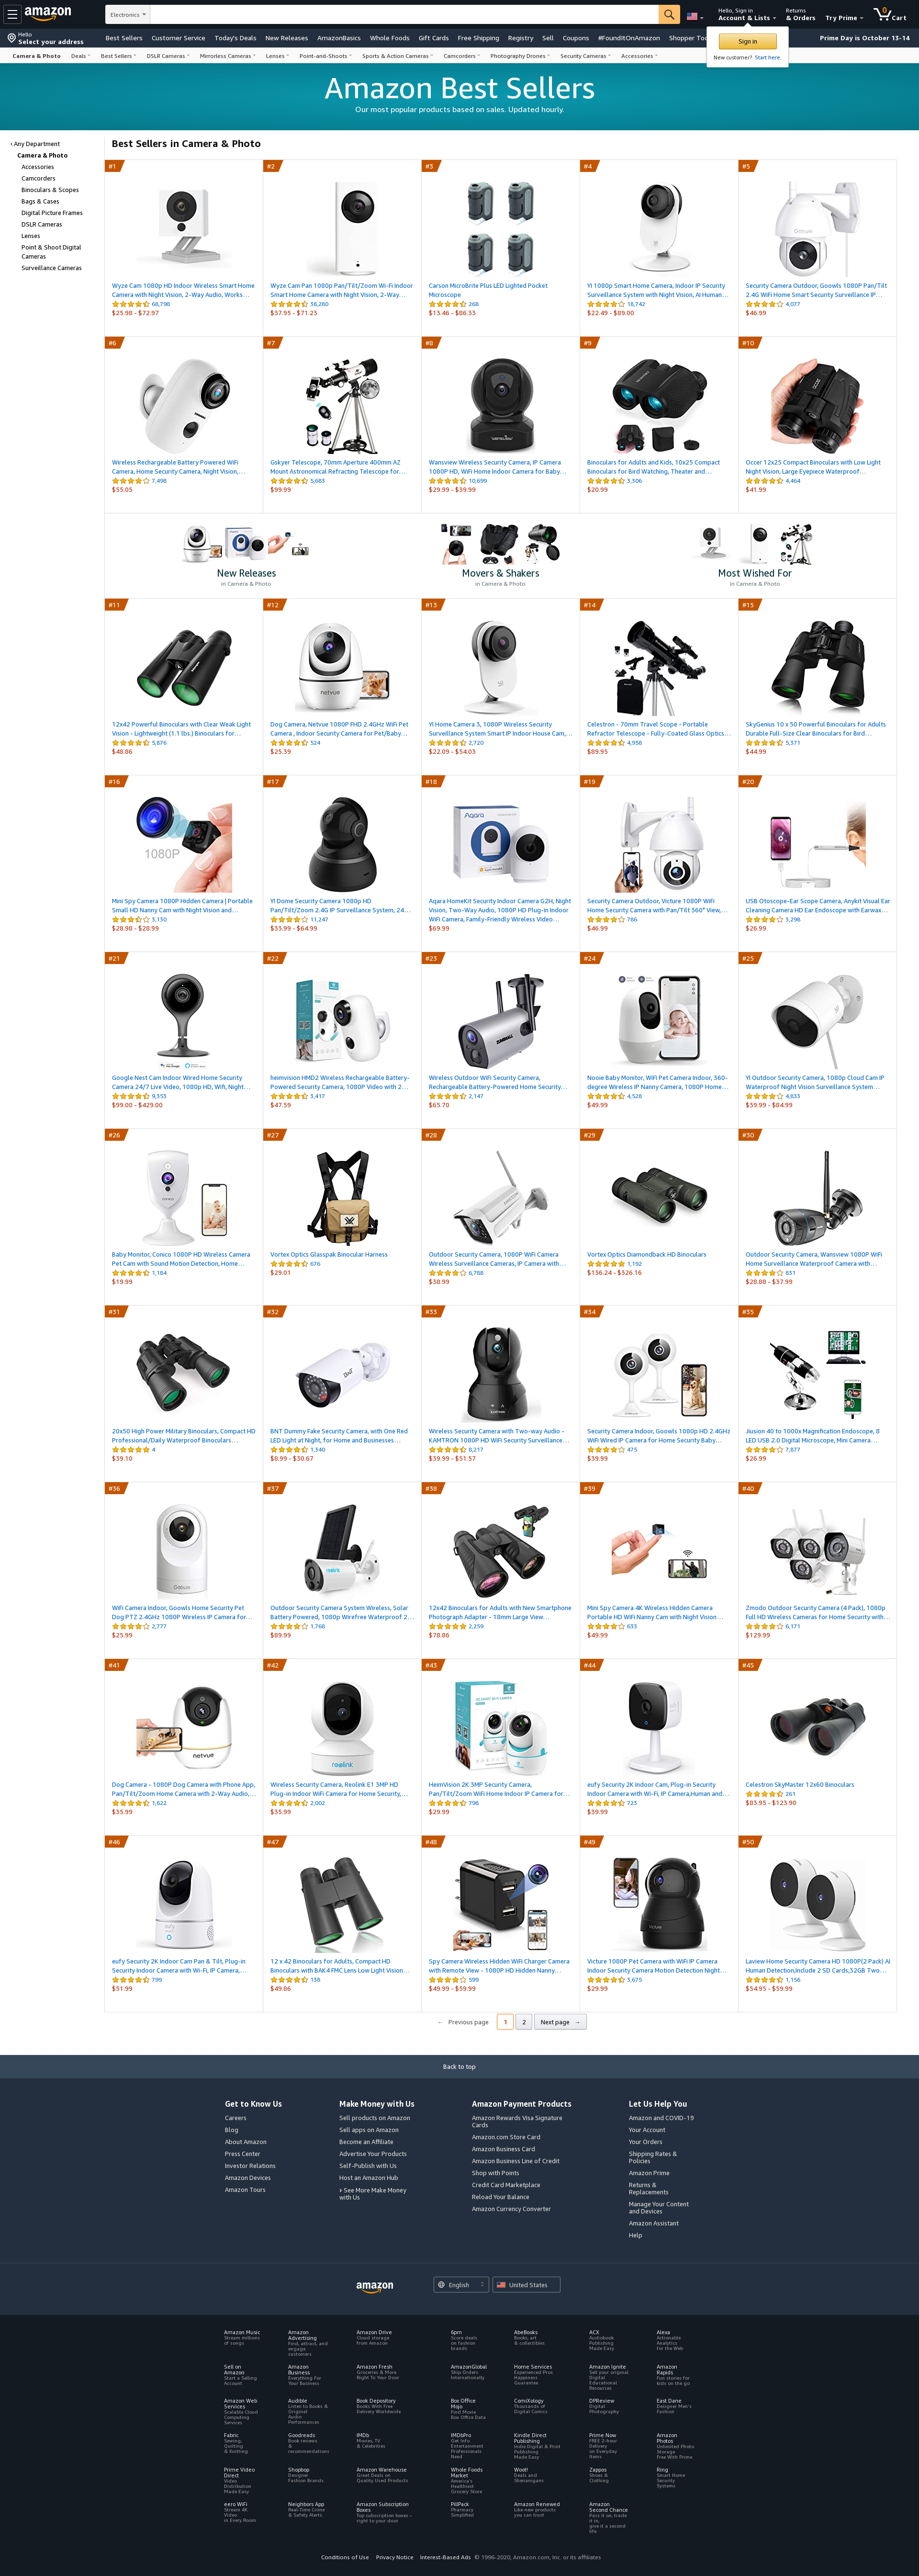 Hello
Select your address
amazon
Electronics
Hello, Sign in
Account & Lists
Returns
& Orders
Try Prime
0
Cart
Best Sellers
Customer Service
Today's Deals
New Releases
AmazonBasics
Whole Foods
Gift Cards
Free Shipping
Registry
Sell
Coupons
#FoundItOnAmazon
Shopper Too
Prime Day is October 13-14
Sign in
New customer? Start here.
Camera & Photo
Deals
Best Sellers
DSLR Cameras
Mirrorless Cameras
Lenses
Point-and-Shoots
Sports & Action Cameras
Camcorders
Photography Drones
Security Cameras
Accessories
Amazon Best Sellers
Our most popular products based on sales. Updated hourly.
‹ Any Department
Camera & Photo
Accessories
Camcorders
Binoculars & Scopes
Bags & Cases
Digital Picture Frames
DSLR Cameras
Lenses
Point & Shoot Digital
Cameras
Surveillance Cameras
Best Sellers in Camera & Photo
#1
Wyze Cam 1080p HD Indoor Wireless Smart Home
Camera with Night Vision, 2-Way Audio, Works…
68,798
$25.98 - $72.97
#2
Wyze Cam Pan 1080p Pan/Tilt/Zoom Wi-Fi Indoor
Smart Home Camera with Night Vision, 2-Way…
38,280
$37.95 - $71.23
#3
Carson MicroBrite Plus LED Lighted Pocket
Microscope
268
$13.46 - $86.33
#4
YI 1080p Smart Home Camera, Indoor IP Security
Surveillance System with Night Vision, AI Human…
18,742
$22.49 - $89.00
#5
Security Camera Outdoor, Goowls 1080P Pan/Tilt
2.4G WiFi Home Smart Security Surveillance IP…
4,077
$46.99
#6
Wireless Rechargeable Battery Powered WiFi
Camera, Home Security Camera, Night Vision,…
7,498
$55.05
#7
Gskyer Telescope, 70mm Aperture 400mm AZ
Mount Astronomical Refracting Telescope for…
5,683
$99.99
#8
Wansview Wireless Security Camera, IP Camera
1080P HD, WiFi Home Indoor Camera for Baby…
10,699
$29.99 - $39.99
#9
Binoculars for Adults and Kids, 10x25 Compact
Binoculars for Bird Watching, Theater and…
3,306
$20.99
#10
Occer 12x25 Compact Binoculars with Low Light
Night Vision, Large Eyepiece Waterproof…
4,464
$41.99
New Releases
in Camera & Photo
Movers & Shakers
in Camera & Photo
Most Wished For
in Camera & Photo
#11
12x42 Powerful Binoculars with Clear Weak Light
Vision - Lightweight (1.1 lbs.) Binoculars for…
5,876
$48.86
#12
netvue
Dog Camera, Netvue 1080P FHD 2.4GHz WiFi Pet
Camera , Indoor Security Camera for Pet/Baby…
524
$25.39
#13
YI Home Camera 3, 1080P Wireless Security
Surveillance System Smart IP Indoor House Cam,…
2,720
$22.09 - $54.03
#14
Celestron - 70mm Travel Scope - Portable
Refractor Telescope - Fully-Coated Glass Optics…
4,958
$89.95
#15
SkyGenius 10 x 50 Powerful Binoculars for Adults
Durable Full-Size Clear Binoculars for Bird…
5,371
$44.99
#16
1080P
Mini Spy Camera 1080P Hidden Camera | Portable
Small HD Nanny Cam with Night Vision and…
3,130
$28.98 - $28.99
#17
YI Dome Security Camera 1080p HD
Pan/Tilt/Zoom 2.4G IP Surveillance System, 24…
11,247
$33.99 - $64.99
#18
Aqara
Aqara HomeKit Security Indoor Camera G2H, Night
Vision, Two-Way Audio, 1080P HD Plug-in Indoor
WiFi Camera, Family-Friendly Wireless Video…
$69.99
#19
Security Camera Outdoor, Victure 1080P WiFi
Home Security Camera with Pan/Tilt 360° View,…
786
$46.99
#20
USB Otoscope-Ear Scope Camera, Anykit Visual Ear
Cleaning Camera HD Ear Endoscope with Earwax…
3,298
$26.99
#21
Google Nest Cam Indoor Wired Home Security
Camera 24/7 Live Video, 1080p HD, Wifi, Night…
9,353
$99.00 - $429.00
#22
heimvision HMD2 Wireless Rechargeable Battery-
Powered Security Camera, 1080P Video with 2…
3,417
$47.59
#23
Wireless Outdoor WiFi Security Camera,
Rechargeable Battery-Powered Home Security…
2,147
$65.70
#24
Nooie Baby Monitor, WiFi Pet Camera Indoor, 360-
degree Wireless IP Nanny Camera, 1080P Home…
4,528
$49.99
#25
YI Outdoor Security Camera, 1080p Cloud Cam IP
Waterproof Night Vision Surveillance System…
4,833
$39.99 - $84.99
#26
Baby Monitor, Conico 1080P HD Wireless Camera
Pet Cam with Sound Motion Detection, Home…
1,184
$19.99
#27
Vortex Optics Glasspak Binocular Harness
676
$29.01
#28
Outdoor Security Camera, 1080P WiFi Camera
Wireless Surveillance Cameras, IP Camera with…
6,788
$38.99
#29
Vortex Optics Diamondback HD Binoculars
1,192
$136.24 - $326.16
#30
Outdoor Security Camera, Wansview 1080P WiFi
Home Surveillance Waterproof Camera with…
831
$28.88 - $37.99
#31
20x50 High Power Military Binoculars, Compact HD
Professional/Daily Waterproof Binoculars…
4
$39.10
#32
BNT Dummy Fake Security Camera, with One Red
LED Light at Night, for Home and Businesses…
1,340
$8.99 - $30.67
#33
Wireless Security Camera with Two-way Audio -
KAMTRON 1080P HD WiFi Security Surveillance…
8,217
$39.99 - $51.57
#34
Security Camera Indoor, Goowls 1080p HD 2.4GHz
WiFi Wired IP Camera for Home Security Baby…
475
$39.99
#35
Jiusion 40 to 1000x Magnification Endoscope, 8
LED USB 2.0 Digital Microscope, Mini Camera…
7,877
$26.99
#36
WiFi Camera Indoor, Goowls Home Security Pet
Dog PTZ 2.4GHz 1080P Wireless IP Camera for…
2,777
$25.99
#37
reolink
Outdoor Security Camera System Wireless, Solar
Battery Powered, 1080p Wirefree Waterproof 2…
1,768
$89.99
#38
12x42 Binoculars for Adults with New Smartphone
Photograph Adapter - 18mm Large View…
2,259
$78.86
#39
Mini Spy Camera 4K Wireless Hidden Camera
Portable HD WiFi Nanny Cam with Night Vision…
633
$49.99
#40
Zmodo Outdoor Security Camera (4 Pack), 1080p
Full HD Wireless Cameras for Home Security with…
6,171
$129.99
#41
netvue
Dog Camera - 1080P Dog Camera with Phone App,
Pan/Tilt/Zoom Home Camera with 2-Way Audio,…
1,622
$35.99
#42
reolink
Wireless Security Camera, Reolink E1 3MP HD
Plug-in Indoor WiFi Camera for Home Security,…
2,002
$35.99
#43
HeimVision 2K 3MP Security Camera,
Pan/Tilt/Zoom WiFi Home Indoor IP Camera for…
798
$29.99
#44
eufy Security 2K Indoor Cam, Plug-in Security
Indoor Camera with Wi-Fi, IP Camera,Human and…
723
$39.99
#45
Celestron SkyMaster 12x60 Binoculars
261
$83.95 - $123.90
#46
eufy Security 2K Indoor Cam Pan & Tilt, Plug-in
Security Indoor Camera with Wi-Fi, IP Camera,…
799
$51.99
#47
12 x 42 Binoculars for Adults, Compact HD
Binoculars with BAK4 FMC Lens Low Light Vision…
138
$49.86
#48
Spy Camera Wireless Hidden WiFi Charger Camera
with Remote View - 1080P HD Hidden Nanny…
599
$49.99 - $59.99
#49
Victure 1080P Pet Camera with WiFi IP Camera
Indoor Security Camera Motion Detection Night…
3,675
$29.99
#50
Laview Home Security Camera HD 1080P(2 Pack) AI
Human Detection,Include 2 SD Cards,32GB Two…
1,156
$54.95 - $59.99
← Previous page
1
2
Next page →
Back to top
Get to Know Us
Careers
Blog
About Amazon
Press Center
Investor Relations
Amazon Devices
Amazon Tours
Make Money with Us
Sell products on Amazon
Sell apps on Amazon
Become an Affiliate
Advertise Your Products
Self-Publish with Us
Host an Amazon Hub
› See More Make Money
with Us
Amazon Payment Products
Amazon Rewards Visa Signature
Cards
Amazon.com Store Card
Amazon Business Card
Amazon Business Line of Credit
Shop with Points
Credit Card Marketplace
Reload Your Balance
Amazon Currency Converter
Let Us Help You
Amazon and COVID-19
Your Account
Your Orders
Shipping Rates &
Policies
Amazon Prime
Returns &
Replacements
Manage Your Content
and Devices
Amazon Assistant
Help
amazon
English
United States
Amazon Music
Stream millions
of songs
Amazon
Advertising
Find, attract, and
engage
customers
Amazon Drive
Cloud storage
from Amazon
6pm
Score deals
on fashion
brands
AbeBooks
Books, art
& collectibles
ACX
Audiobook
Publishing
Made Easy
Alexa
Actionable
Analytics
for the Web
Sell on
Amazon
Start a Selling
Account
Amazon
Business
Everything For
Your Business
Amazon Fresh
Groceries & More
Right To Your Door
AmazonGlobal
Ship Orders
Internationally
Home Services
Experienced Pros
Happiness
Guarantee
Amazon Ignite
Sell your original
Digital
Educational
Resources
Amazon
Rapids
Fun stories for
kids on the go
Amazon Web
Services
Scalable Cloud
Computing
Services
Audible
Listen to Books &
Original
Audio
Performances
Book Depository
Books With Free
Delivery Worldwide
Box Office
Mojo
Find Movie
Box Office Data
ComiXology
Thousands of
Digital Comics
DPReview
Digital
Photography
East Dane
Designer Men's
Fashion
Fabric
Sewing,
Quilting
& Knitting
Goodreads
Book reviews
&
recommendations
IMDb
Movies, TV
& Celebrities
IMDbPro
Get Info
Entertainment
Professionals
Need
Kindle Direct
Publishing
Indie Digital & Print
Publishing
Made Easy
Prime Now
FREE 2-hour
Delivery
on Everyday
Items
Amazon
Photos
Unlimited Photo
Storage
Free With Prime
Prime Video
Direct
Video
Distribution
Made Easy
Shopbop
Designer
Fashion Brands
Amazon Warehouse
Great Deals on
Quality Used Products
Whole Foods
Market
America's
Healthiest
Grocery Store
Woot!
Deals and
Shenanigans
Zappos
Shoes &
Clothing
Ring
Smart Home
Security
Systems
eero WiFi
Stream 4K
Video
in Every Room
Neighbors App
Real-Time Crime
& Safety Alerts
Amazon Subscription
Boxes
Top subscription boxes –
right to your door
PillPack
Pharmacy
Simplified
Amazon Renewed
Like-new products
you can trust
Amazon
Second Chance
Pass it on, trade
it in,
give it a second
life
Conditions of Use
Privacy Notice
Interest-Based Ads
© 1996-2020, Amazon.com, Inc. or its affiliates